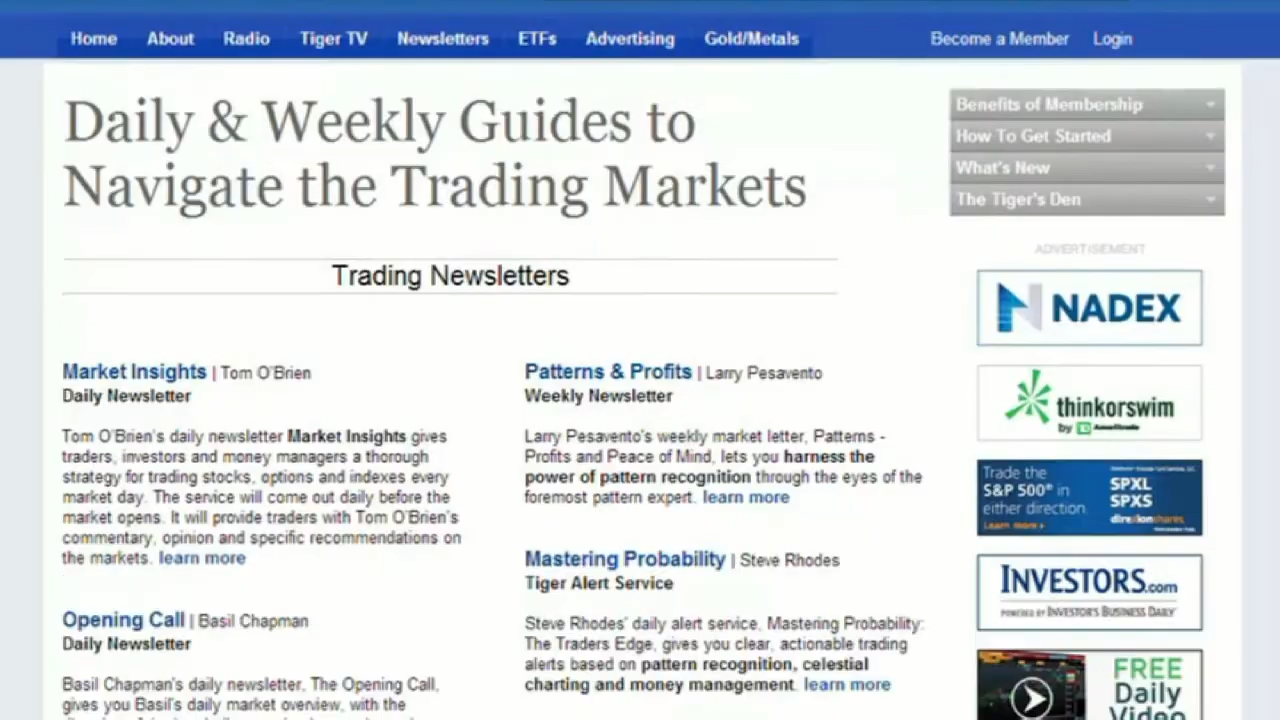 Home About Radio Tiger TV Newsletters ETFs Advertising Gold/Metals Become a Member Login
Daily & Weekly Guides to
Navigate the Trading Markets
Trading Newsletters
Market Insights | Tom O'Brien
Daily Newsletter
Tom O'Brien's daily newsletter Market Insights gives
traders, investors and money managers a thorough
strategy for trading stocks, options and indexes every
market day. The service will come out daily before the
market opens. It will provide traders with Tom O'Brien's
commentary, opinion and specific recommendations on
the markets. learn more
Opening Call | Basil Chapman
Daily Newsletter
Basil Chapman's daily newsletter, The Opening Call,
gives you Basil's daily market overview, with the
Patterns & Profits | Larry Pesavento
Weekly Newsletter
Larry Pesavento's weekly market letter, Patterns -
Profits and Peace of Mind, lets you harness the
power of pattern recognition through the eyes of the
foremost pattern expert. learn more
Mastering Probability | Steve Rhodes
Tiger Alert Service
Steve Rhodes' daily alert service, Mastering Probability:
The Traders Edge, gives you clear, actionable trading
alerts based on pattern recognition, celestial
charting and money management. learn more
Benefits of Membership
How To Get Started
What's New
The Tiger's Den
ADVERTISEMENT
NADEX
thinkorswim
by TD Ameritrade
Trade the
S&P 500® in
either direction.
Learn more >
SPXL
SPXS
direxionshares
INVESTORS.com
POWERED BY INVESTOR'S BUSINESS DAILY
FREE
Daily
Video